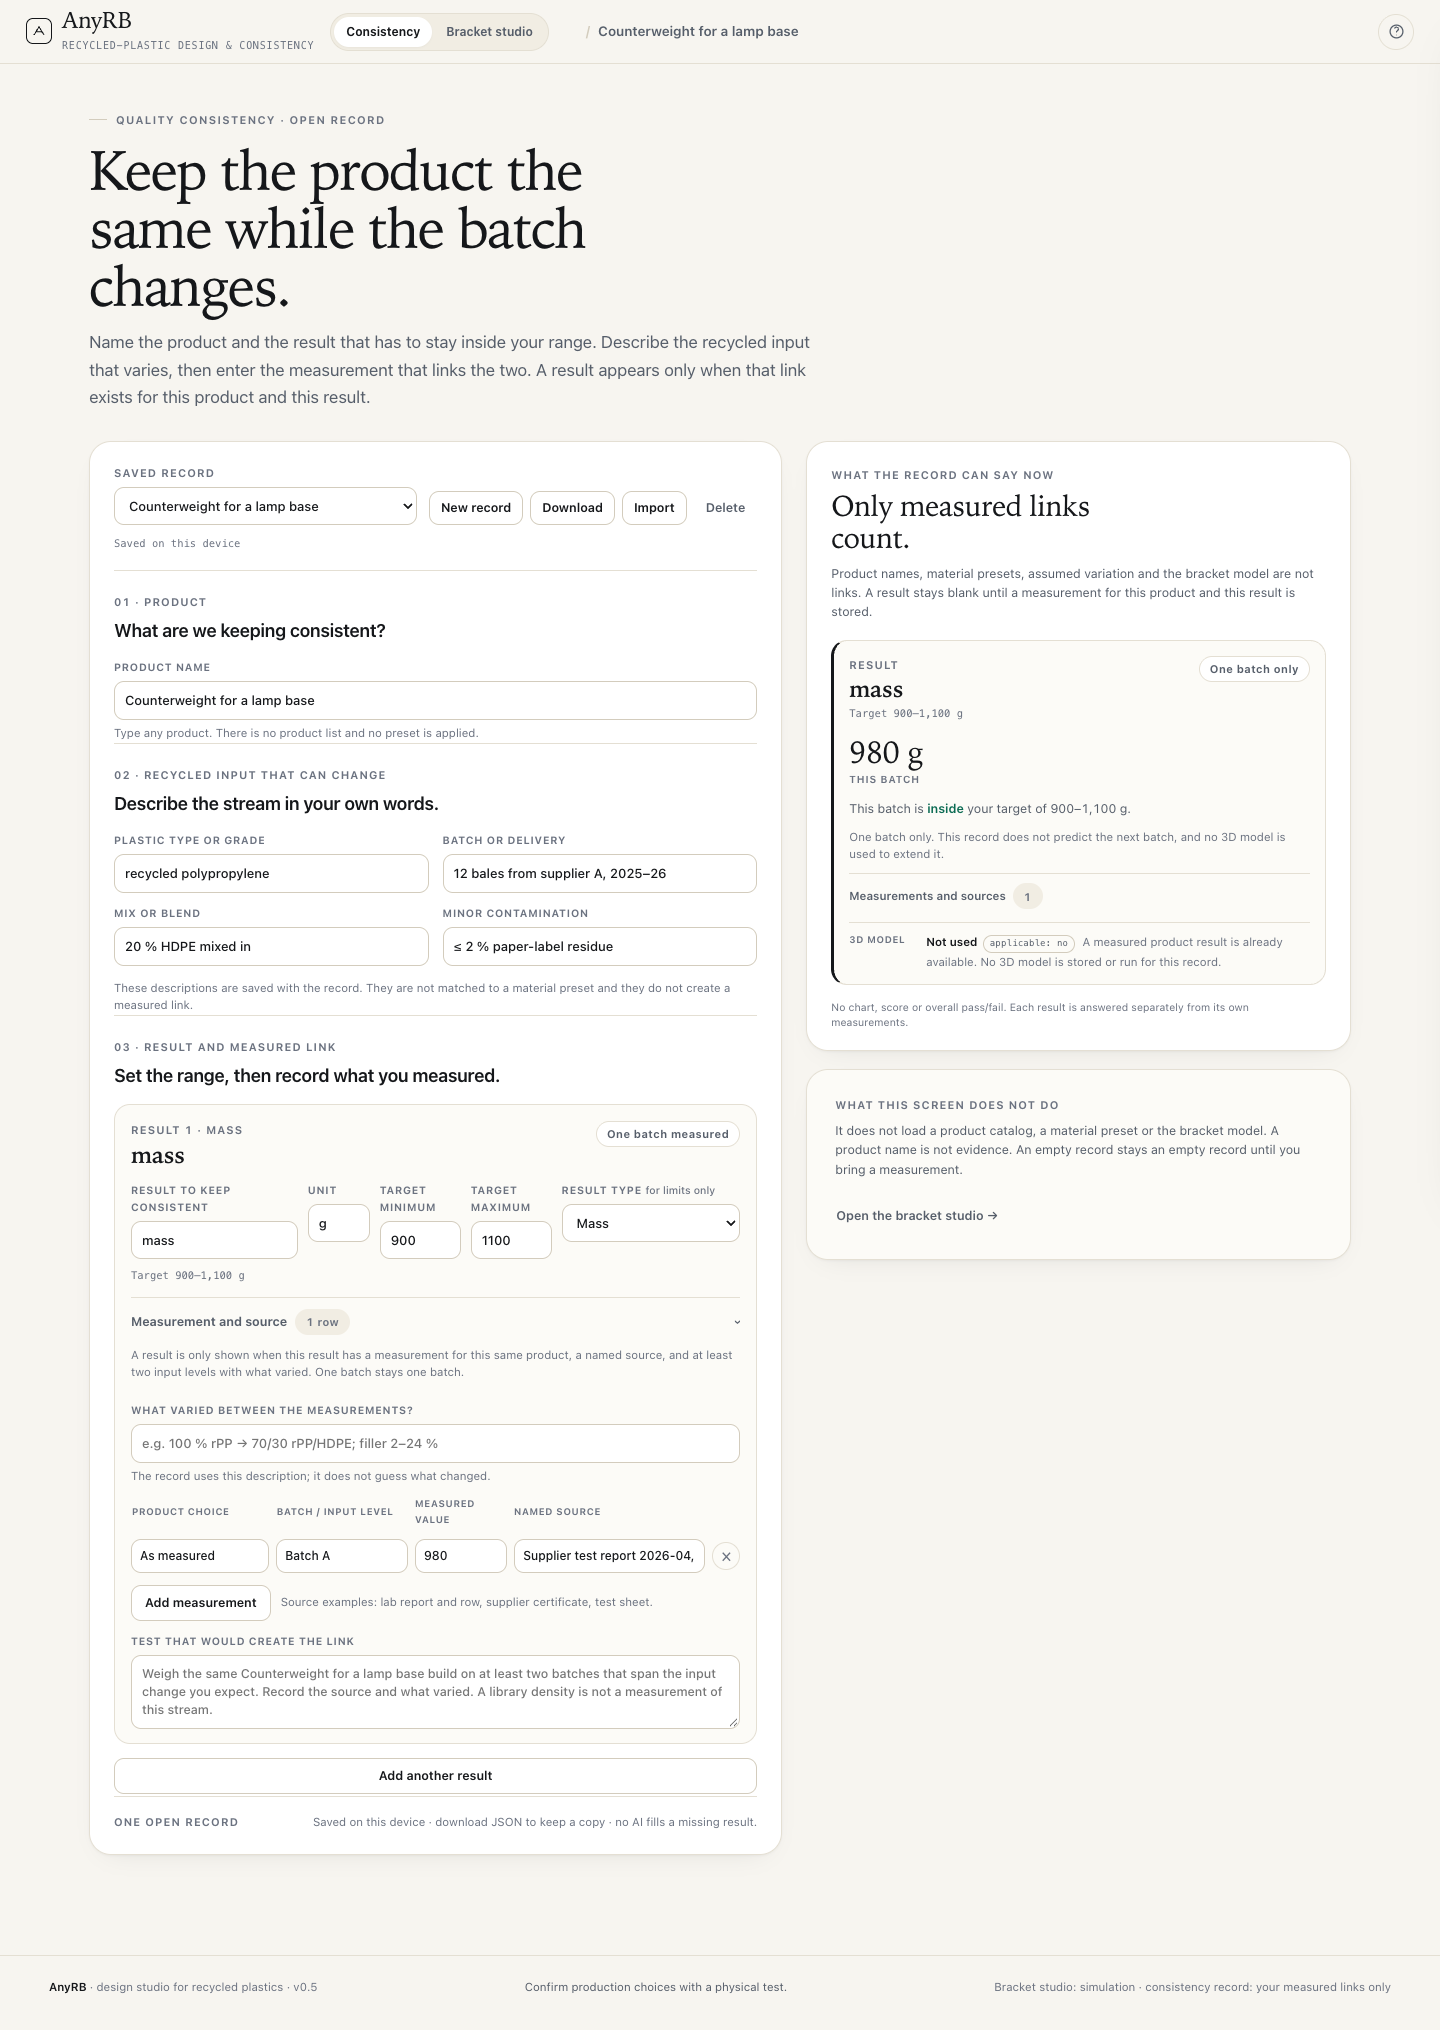 AnyRB
RECYCLED-PLASTIC DESIGN & CONSISTENCY
Consistency
Bracket studio
/ Counterweight for a lamp base
QUALITY CONSISTENCY · OPEN RECORD
Keep the product the
same while the batch
changes.
Name the product and the result that has to stay inside your range. Describe the recycled input
that varies, then enter the measurement that links the two. A result appears only when that link
exists for this product and this result.
SAVED RECORD
Counterweight for a lamp base
New record
Download
Import
Delete
Saved on this device
01 · PRODUCT
What are we keeping consistent?
PRODUCT NAME
Counterweight for a lamp base
Type any product. There is no product list and no preset is applied.
02 · RECYCLED INPUT THAT CAN CHANGE
Describe the stream in your own words.
PLASTIC TYPE OR GRADE
BATCH OR DELIVERY
recycled polypropylene
12 bales from supplier A, 2025–26
MIX OR BLEND
MINOR CONTAMINATION
20 % HDPE mixed in
≤ 2 % paper-label residue
These descriptions are saved with the record. They are not matched to a material preset and they do not create a
measured link.
03 · RESULT AND MEASURED LINK
Set the range, then record what you measured.
RESULT 1 · MASS
One batch measured
mass
RESULT TO KEEP
CONSISTENT
UNIT
TARGET
MINIMUM
TARGET
MAXIMUM
RESULT TYPE for limits only
mass
g
900
1100
Mass
Target 900–1,100 g
Measurement and source
1 row
A result is only shown when this result has a measurement for this same product, a named source, and at least
two input levels with what varied. One batch stays one batch.
WHAT VARIED BETWEEN THE MEASUREMENTS?
e.g. 100 % rPP → 70/30 rPP/HDPE; filler 2–24 %
The record uses this description; it does not guess what changed.
PRODUCT CHOICE
BATCH / INPUT LEVEL
MEASURED
VALUE
NAMED SOURCE
As measured
Batch A
980
Supplier test report 2026-04,
Add measurement
Source examples: lab report and row, supplier certificate, test sheet.
TEST THAT WOULD CREATE THE LINK
Weigh the same Counterweight for a lamp base build on at least two batches that span the input
change you expect. Record the source and what varied. A library density is not a measurement of
this stream.
Add another result
ONE OPEN RECORD
Saved on this device · download JSON to keep a copy · no AI fills a missing result.
WHAT THE RECORD CAN SAY NOW
Only measured links
count.
Product names, material presets, assumed variation and the bracket model are not
links. A result stays blank until a measurement for this product and this result is
stored.
RESULT
One batch only
mass
Target 900–1,100 g
980 g
THIS BATCH
This batch is inside your target of 900–1,100 g.
One batch only. This record does not predict the next batch, and no 3D model is
used to extend it.
Measurements and sources
1
3D MODEL
Not used applicable: no A measured product result is already
available. No 3D model is stored or run for this record.
No chart, score or overall pass/fail. Each result is answered separately from its own
measurements.
WHAT THIS SCREEN DOES NOT DO
It does not load a product catalog, a material preset or the bracket model. A
product name is not evidence. An empty record stays an empty record until you
bring a measurement.
Open the bracket studio →
AnyRB · design studio for recycled plastics · v0.5
Confirm production choices with a physical test.
Bracket studio: simulation · consistency record: your measured links only